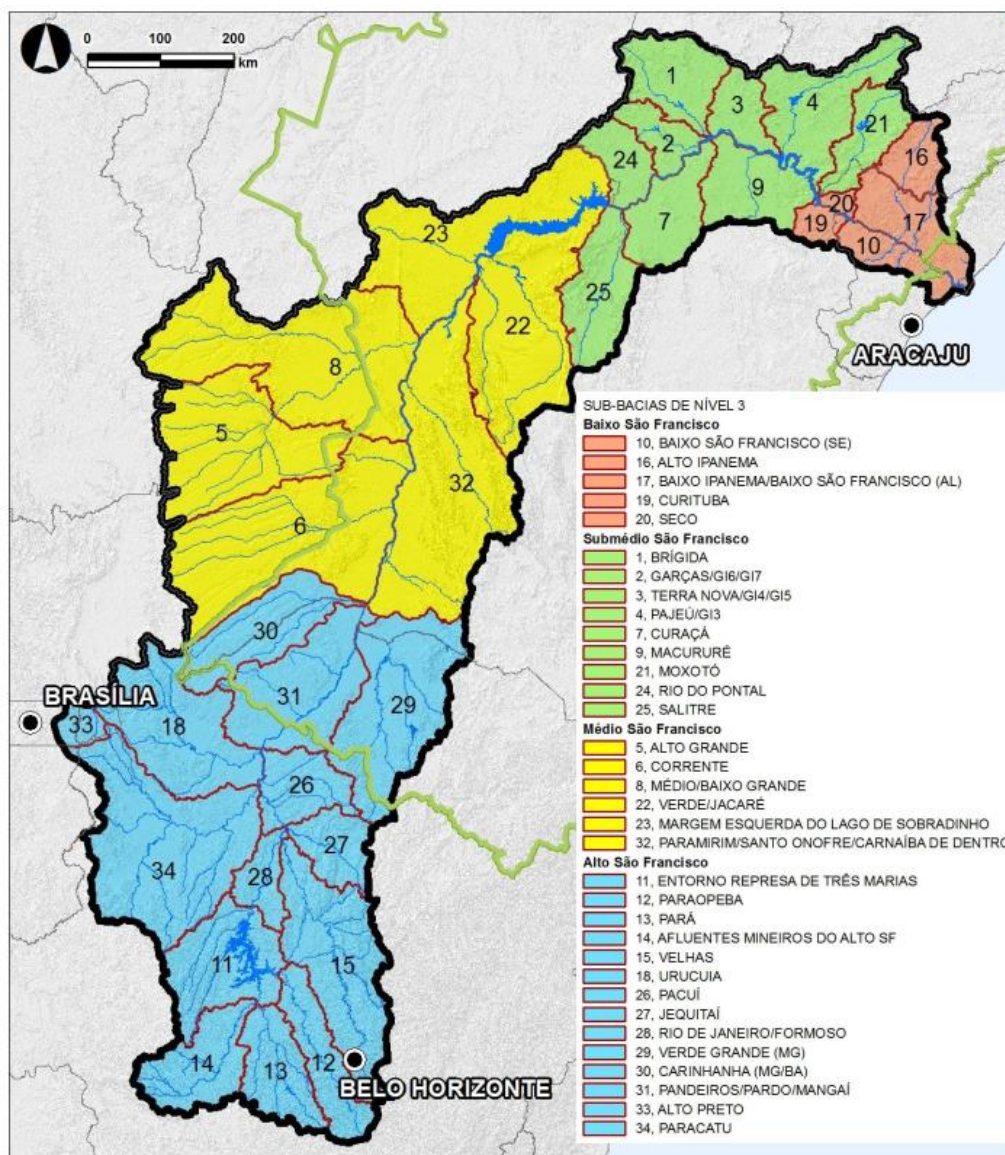 0 100 200
km
1
3
4
2
24
21
16
9
7
20
19
17
10
23
25
22
8
5
32
6
ARACAJU
30
31
29
BRASÍLIA
33
18
26
27
34
28
11
15
14
13
12
BELO HORIZONTE
SUB-BACIAS DE NÍVEL 3
Baixo São Francisco
10, BAIXO SÃO FRANCISCO (SE)
16, ALTO IPANEMA
17, BAIXO IPANEMA/BAIXO SÃO FRANCISCO (AL)
19, CURITUBA
20, SECO
Submédio São Francisco
1, BRÍGIDA
2, GARÇAS/GI6/GI7
3, TERRA NOVA/GI4/GI5
4, PAJEÚ/GI3
7, CURAÇÁ
9, MACURURÉ
21, MOXOTÓ
24, RIO DO PONTAL
25, SALITRE
Médio São Francisco
5, ALTO GRANDE
6, CORRENTE
8, MÉDIO/BAIXO GRANDE
22, VERDE/JACARÉ
23, MARGEM ESQUERDA DO LAGO DE SOBRADINHO
32, PARAMIRIM/SANTO ONOFRE/CARNAÍBA DE DENTRO
Alto São Francisco
11, ENTORNO REPRESA DE TRÊS MARIAS
12, PARAOPEBA
13, PARÁ
14, AFLUENTES MINEIROS DO ALTO SF
15, VELHAS
18, URUCUIA
26, PACUÍ
27, JEQUITAÍ
28, RIO DE JANEIRO/FORMOSO
29, VERDE GRANDE (MG)
30, CARINHANHA (MG/BA)
31, PANDEIROS/PARDO/MANGAÍ
33, ALTO PRETO
34, PARACATU